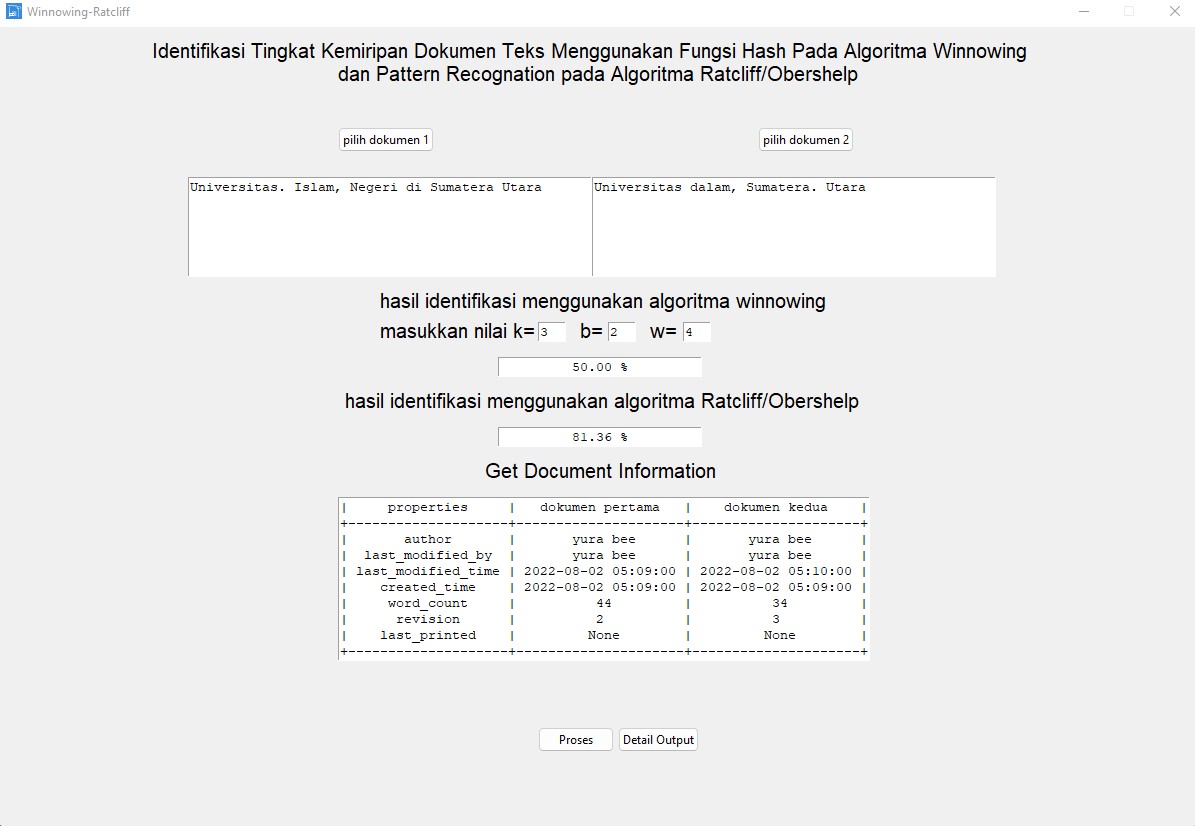 Winnowing-Ratcliff
Identifikasi Tingkat Kemiripan Dokumen Teks Menggunakan Fungsi Hash Pada Algoritma Winnowing
dan Pattern Recognation pada Algoritma Ratcliff/Obershelp
pilih dokumen 1 pilih dokumen 2
Universitas. Islam, Negeri di Sumatera Utara Universitas dalam, Sumatera. Utara
hasil identifikasi menggunakan algoritma winnowing
masukkan nilai k= 3 b= 2 w= 4
50.00 %
hasil identifikasi menggunakan algoritma Ratcliff/Obershelp
81.36 %
Get Document Information
| properties | dokumen pertama | dokumen kedua |
+--------------------+---------------------+---------------------+
| author | yura bee | yura bee |
| last_modified_by | yura bee | yura bee |
| last_modified_time | 2022-08-02 05:09:00 | 2022-08-02 05:10:00 |
| created_time | 2022-08-02 05:09:00 | 2022-08-02 05:09:00 |
| word_count | 44 | 34 |
| revision | 2 | 3 |
| last_printed | None | None |
+--------------------+---------------------+---------------------+
Proses Detail Output